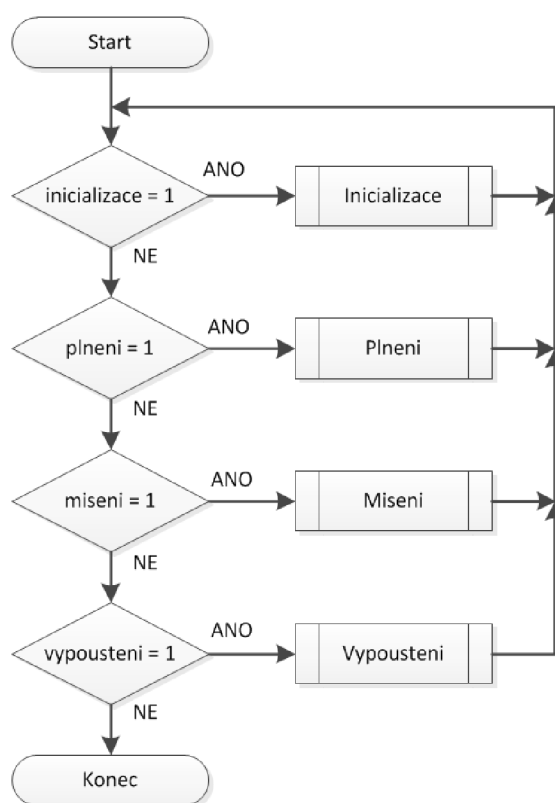 Start
inicializace = 1
ANO
Inicializace
NE
plneni = 1
ANO
Plneni
NE
miseni = 1
ANO
Miseni
NE
vypousteni = 1
ANO
Vypousteni
NE
Konec